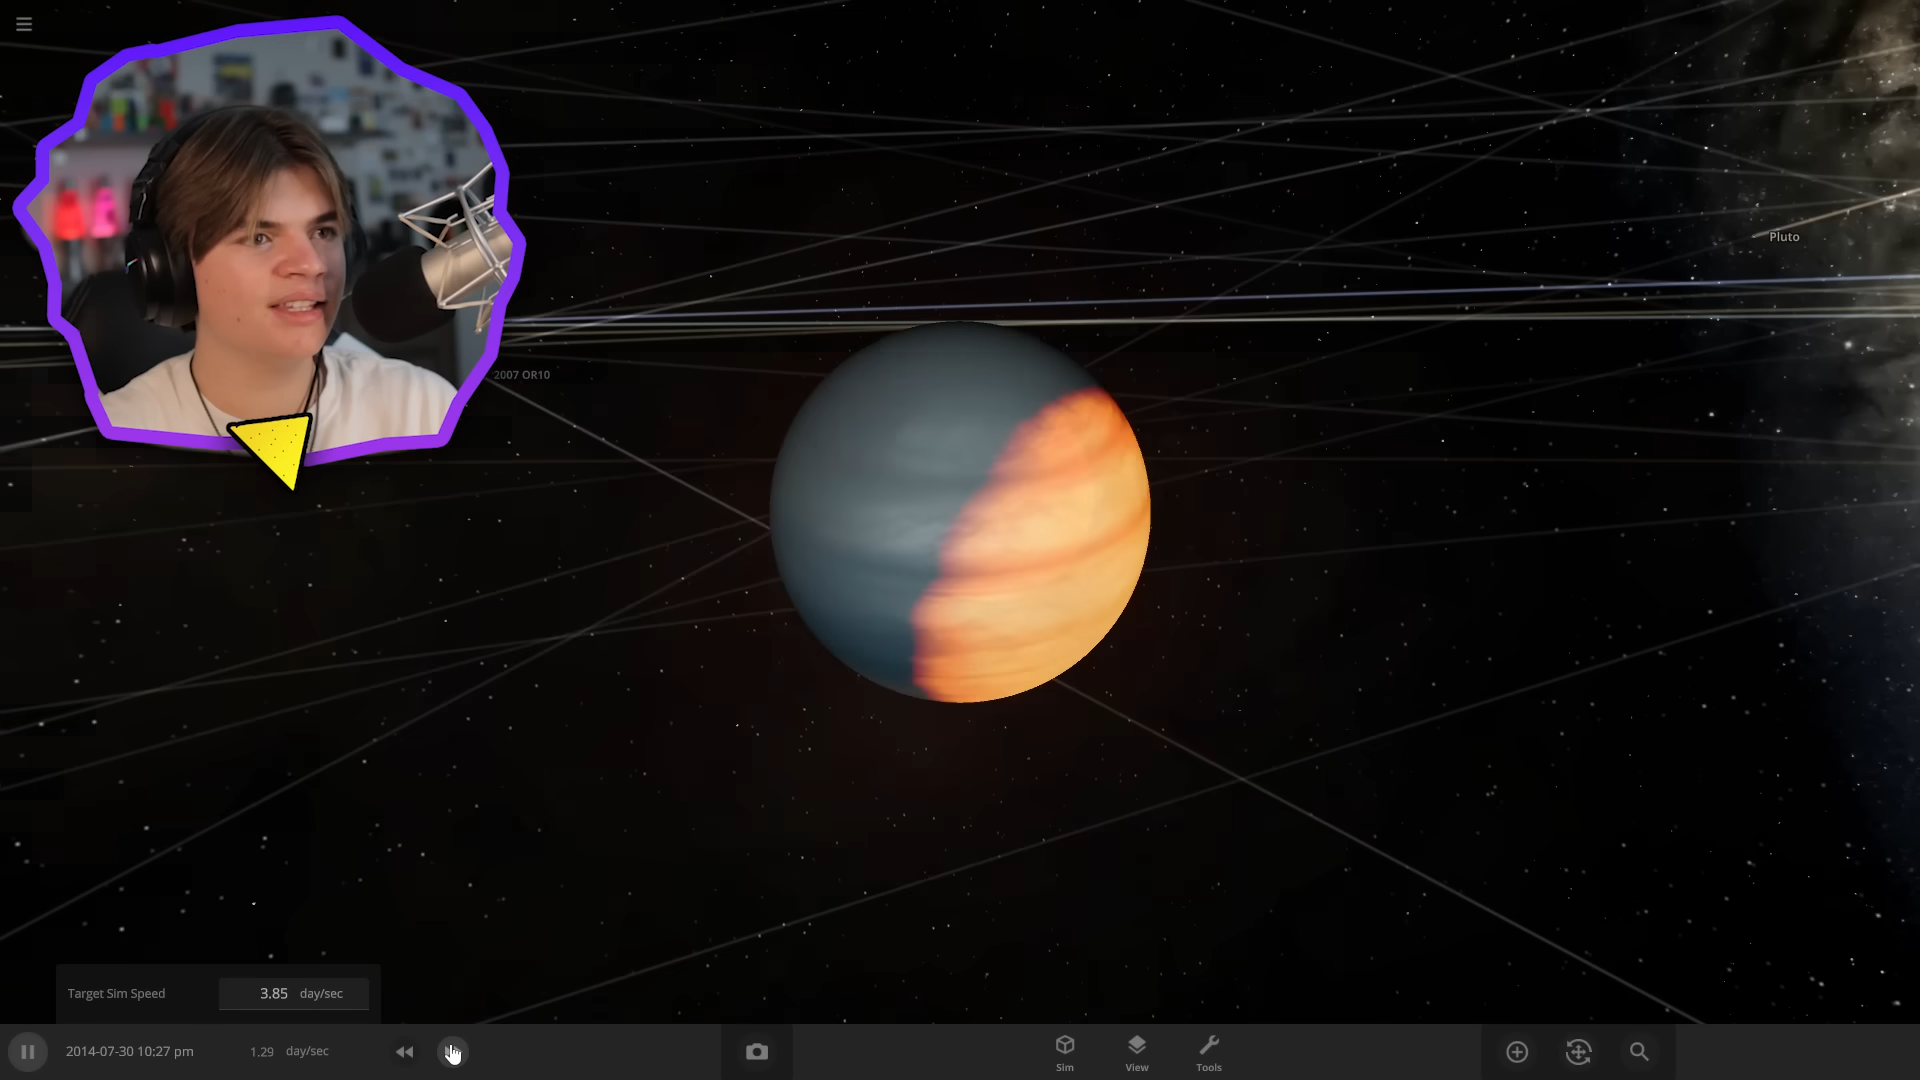 Pluto
2007 OR10
Target Sim Speed 3.85 day/sec
2014-07-30 10:27 pm 1.29 day/sec
Sim View Tools